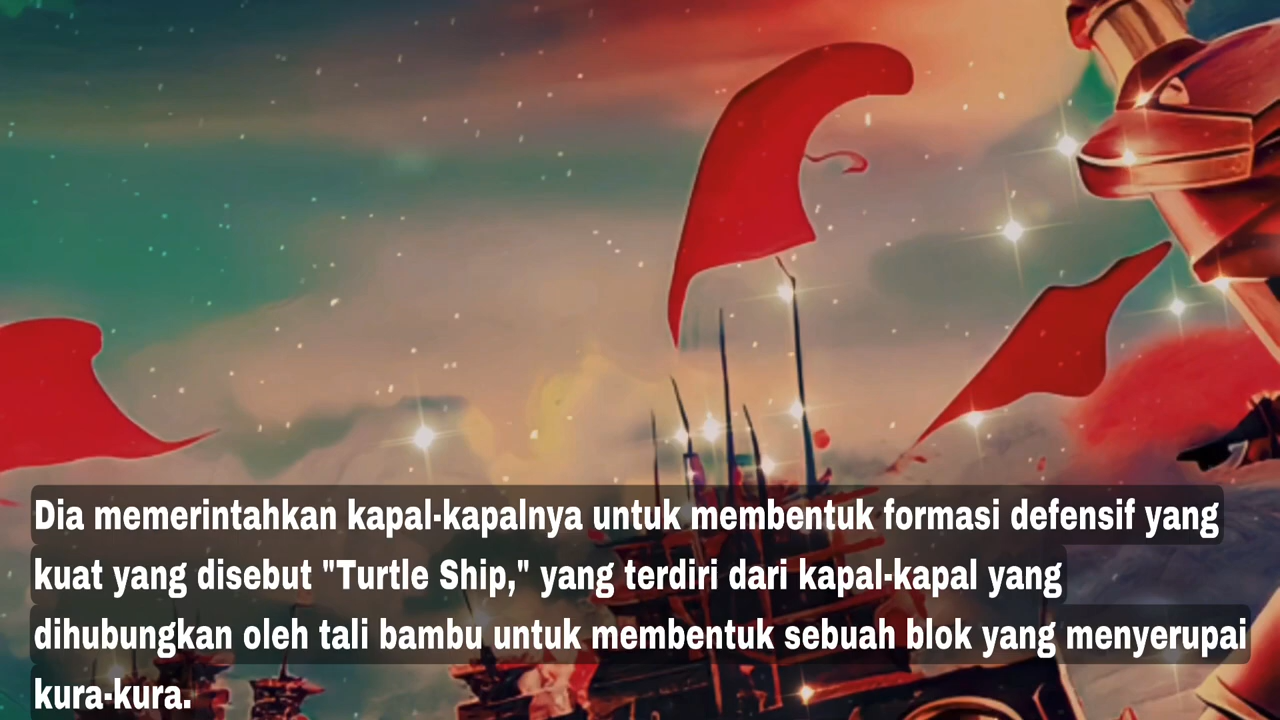 Dia memerintahkan kapal-kapalnya untuk membentuk formasi defensif yang
kuat yang disebut "Turtle Ship," yang terdiri dari kapal-kapal yang
dihubungkan oleh tali bambu untuk membentuk sebuah blok yang menyerupai
kura-kura.